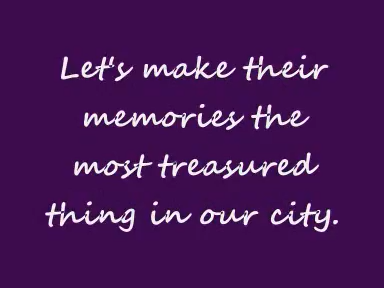 Let's make their
memories the
most treasured
thing in our city.